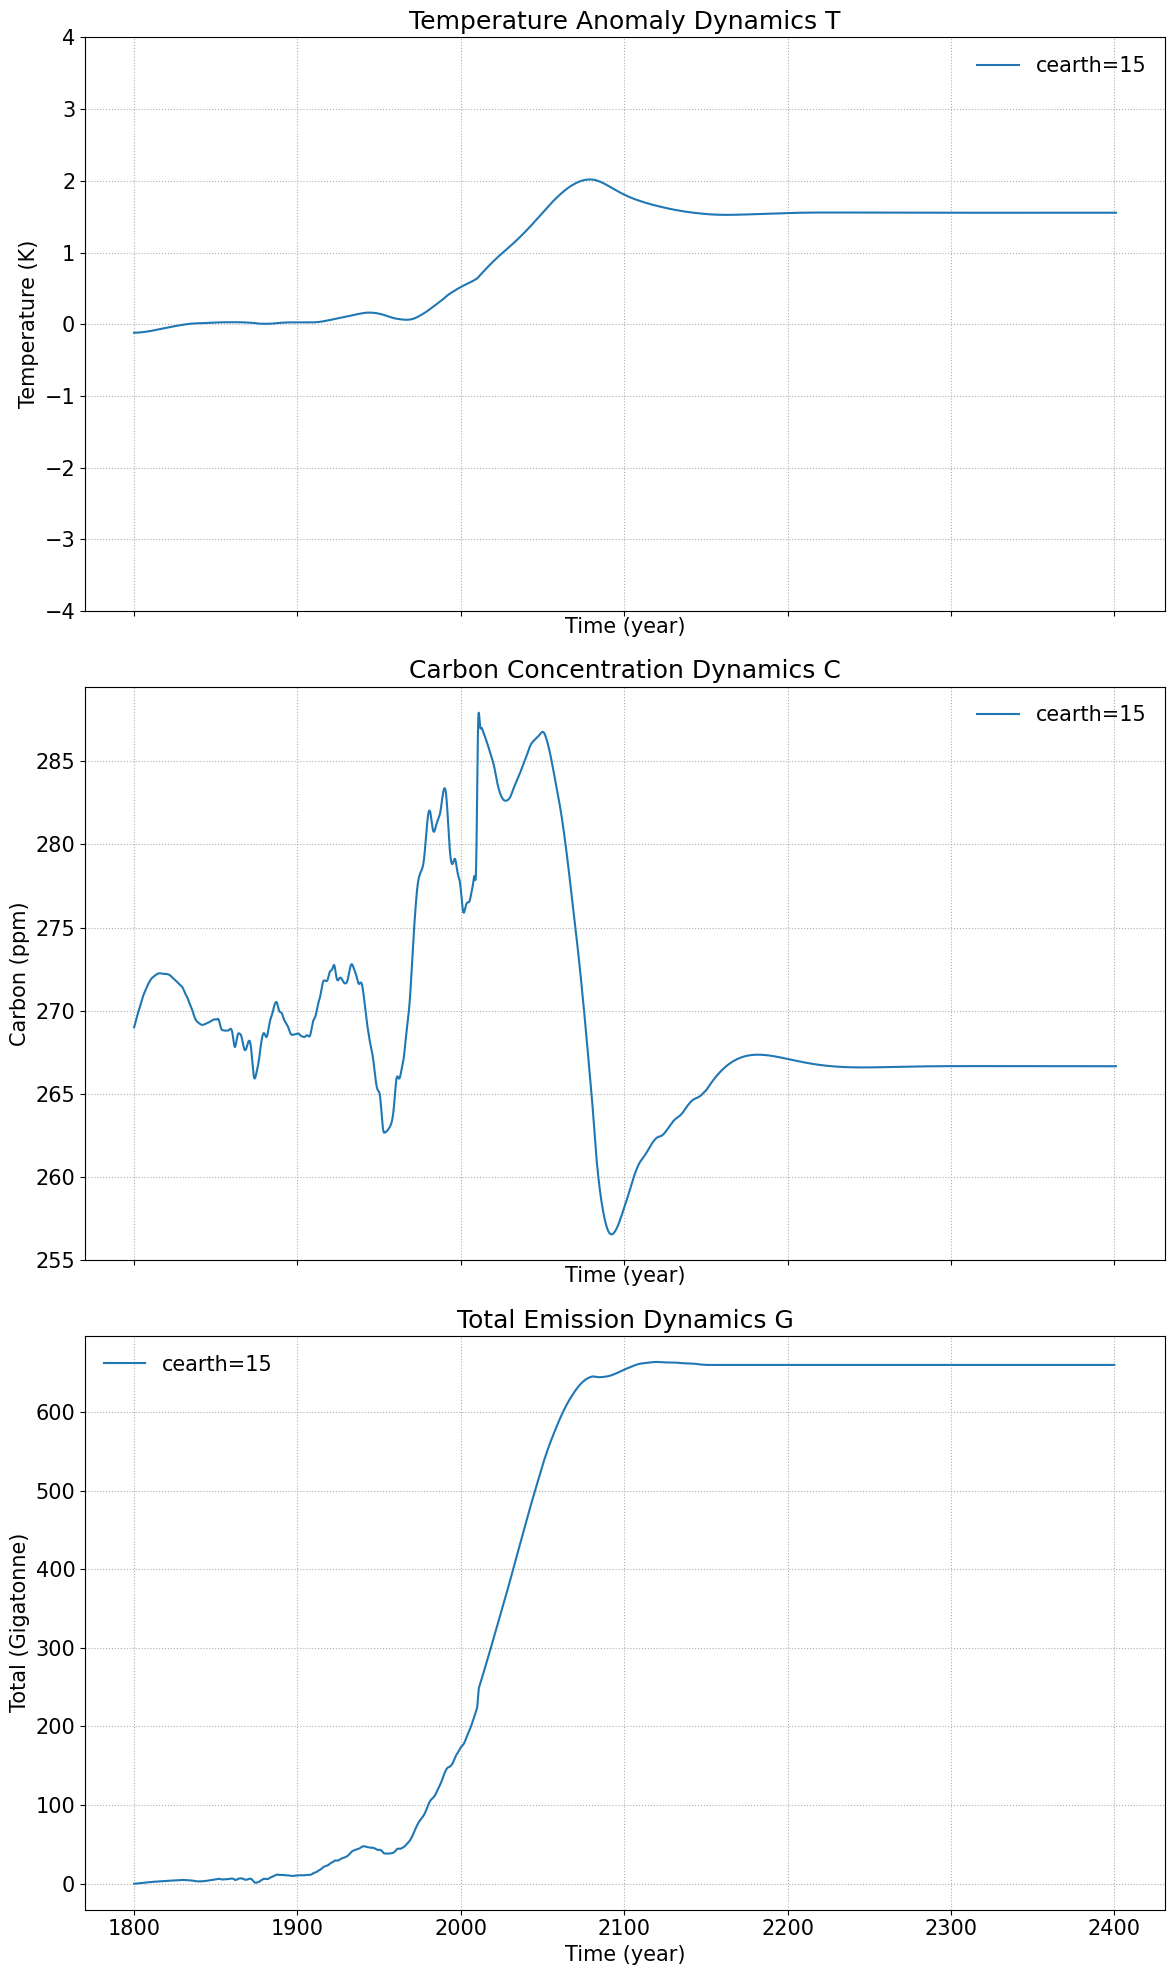 Temperature Anomaly Dynamics T
4
3
2
1
0
−1
−2
−3
−4
Temperature (K)
cearth=15
Time (year)
Carbon Concentration Dynamics C
285
280
275
270
265
260
255
Carbon (ppm)
cearth=15
Time (year)
Total Emission Dynamics G
600
500
400
300
200
100
0
Total (Gigatonne)
cearth=15
1800 1900 2000 2100 2200 2300 2400
Time (year)